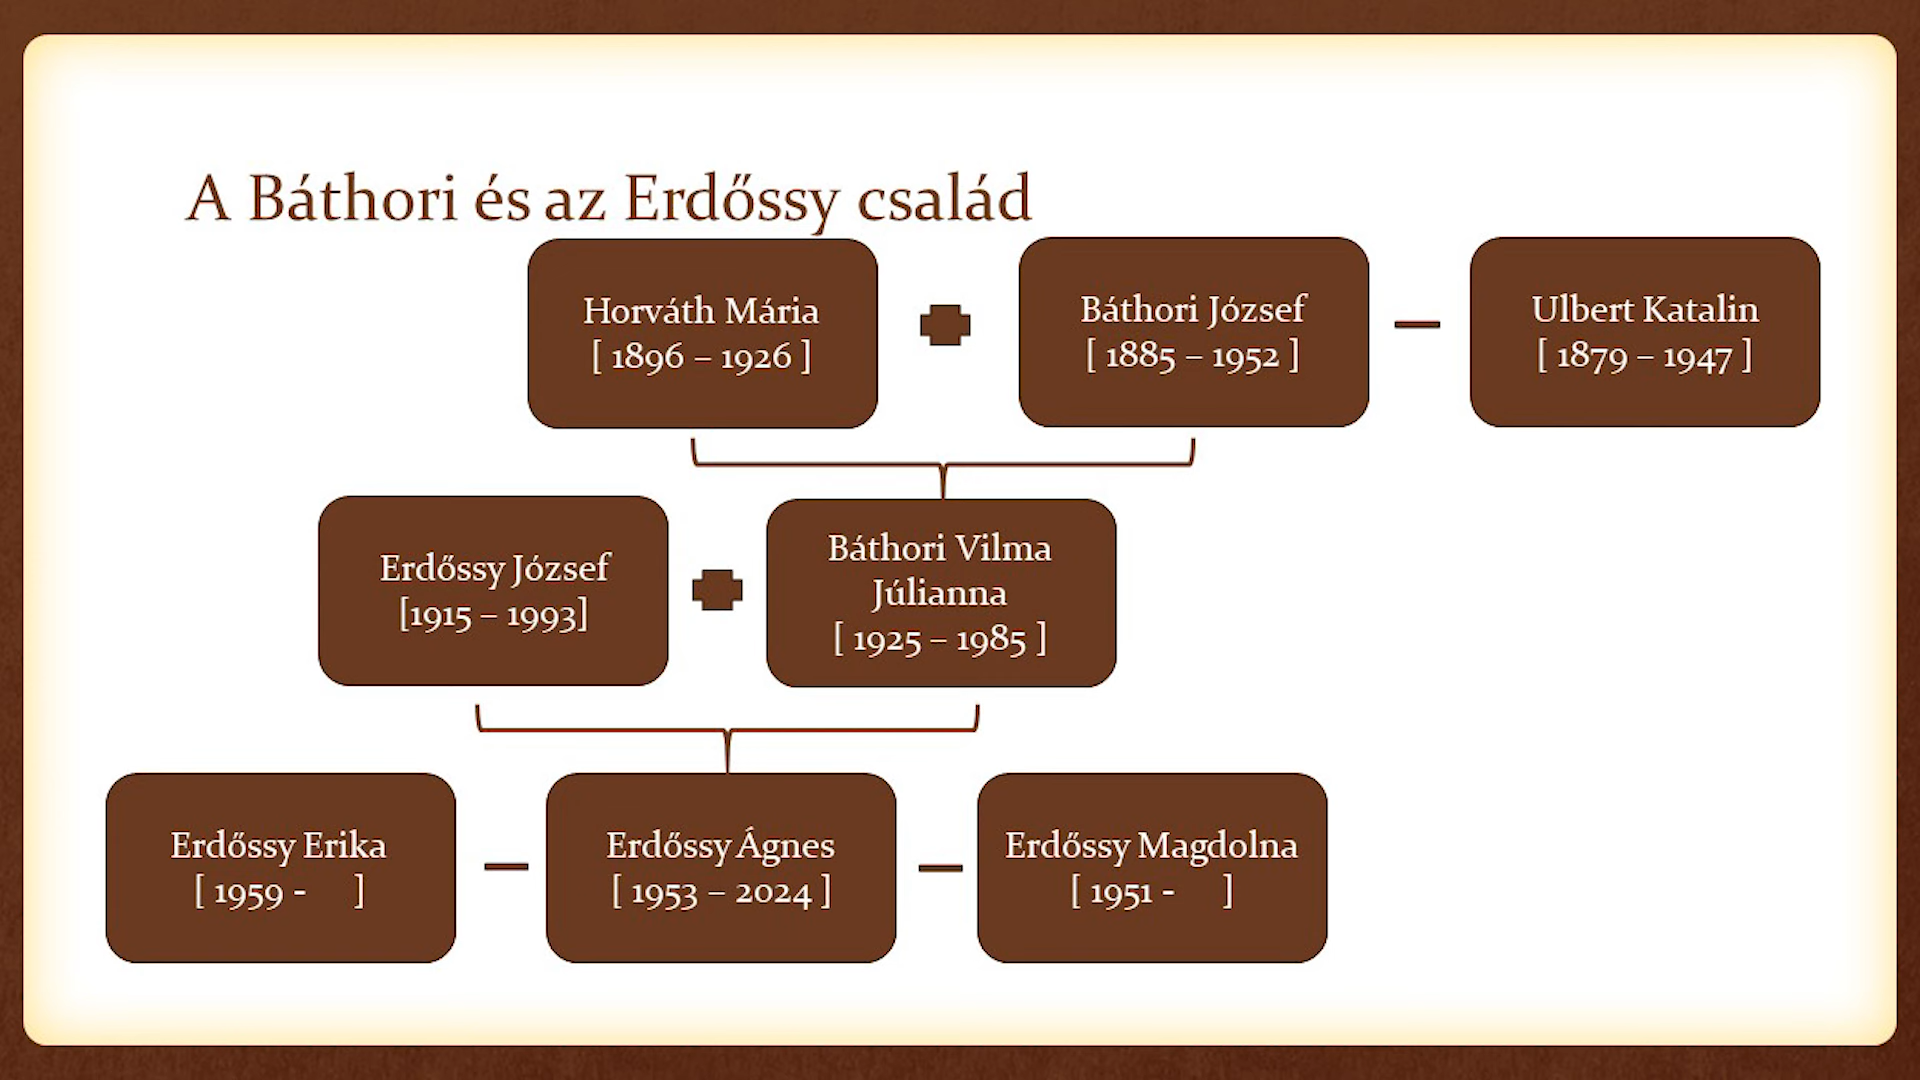 A Báthori és az Erdőssy család
Horváth Mária
[ 1896 – 1926 ]
Báthori József
[ 1885 – 1952 ]
Ulbert Katalin
[ 1879 – 1947 ]
Erdőssy József
[1915 – 1993]
Báthori Vilma
Júlianna
[ 1925 – 1985 ]
Erdőssy Erika
[ 1959 -     ]
Erdőssy Ágnes
[ 1953 – 2024 ]
Erdőssy Magdolna
[ 1951 -     ]